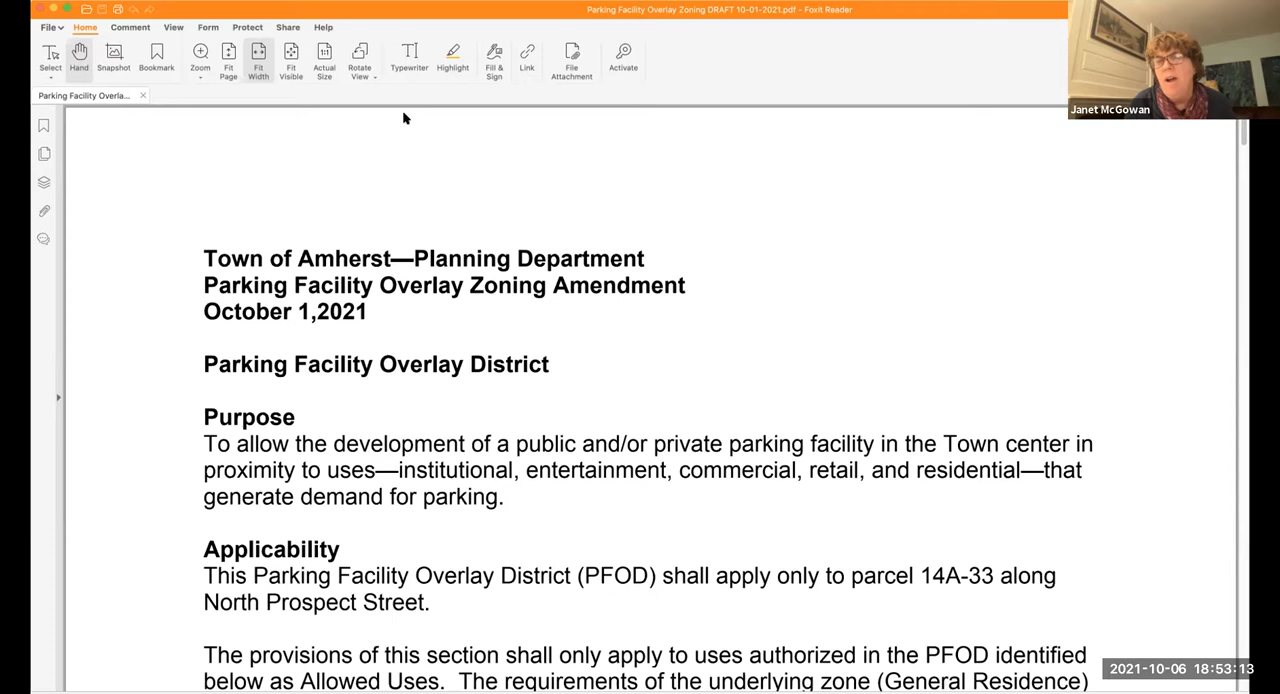 Parking Facility Overlay Zoning DRAFT 10-01-2021.pdf - Foxit Reader
File Home Comment View Form Protect Share Help
Select Hand Snapshot Bookmark Zoom Fit Page Fit Width Fit Visible Actual Size Rotate View Typewriter Highlight Fill & Sign Link File Attachment Activate
Janet McGowan
Parking Facility Overla...
Town of Amherst—Planning Department
Parking Facility Overlay Zoning Amendment
October 1,2021
Parking Facility Overlay District
Purpose
To allow the development of a public and/or private parking facility in the Town center in
proximity to uses—institutional, entertainment, commercial, retail, and residential—that
generate demand for parking.
Applicability
This Parking Facility Overlay District (PFOD) shall apply only to parcel 14A-33 along
North Prospect Street.
The provisions of this section shall only apply to uses authorized in the PFOD identified
below as Allowed Uses. The requirements of the underlying zone (General Residence)
2021-10-06 18:53:13